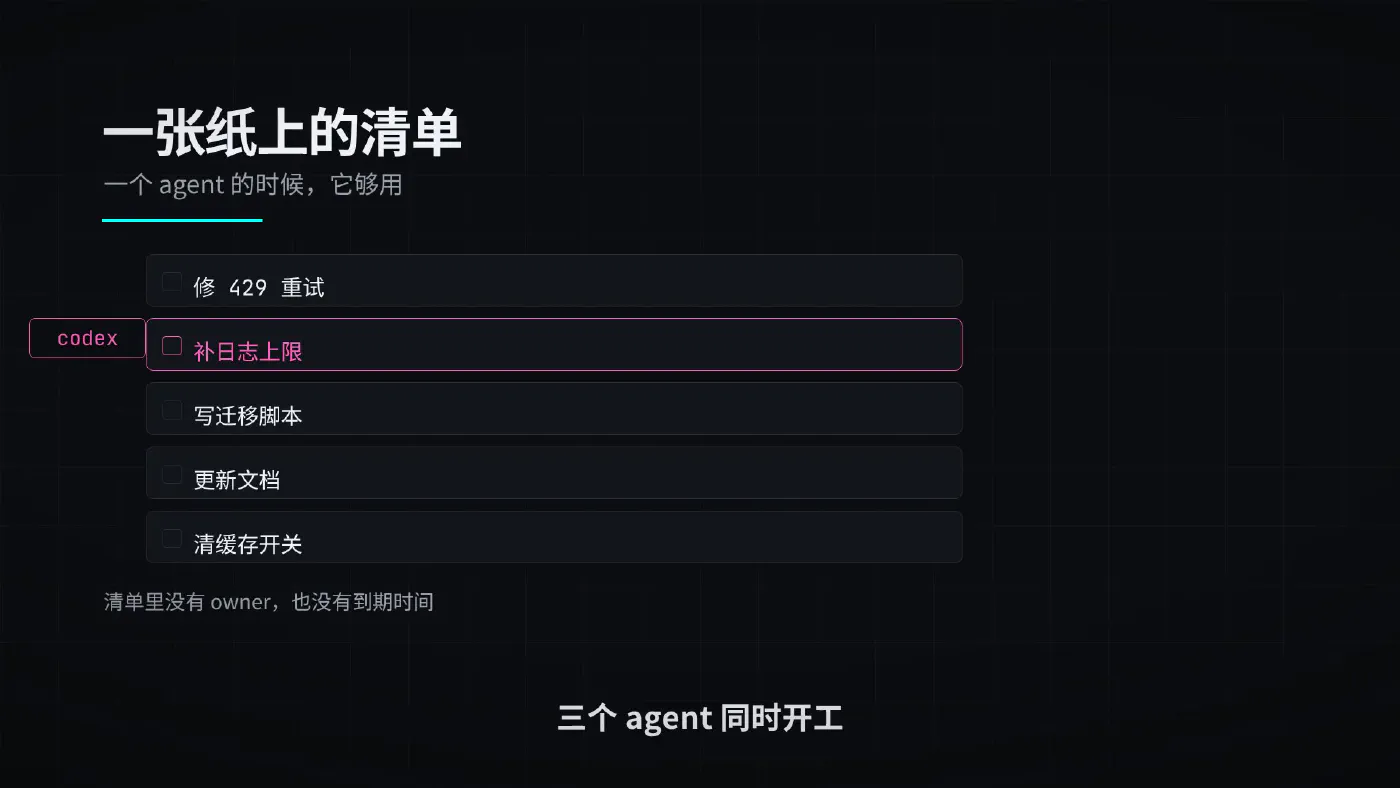 一张纸上的清单
一个 agent 的时候，它够用
修 429 重试
codex
补日志上限
写迁移脚本
更新文档
清缓存开关
清单里没有 owner，也没有到期时间
三个 agent 同时开工